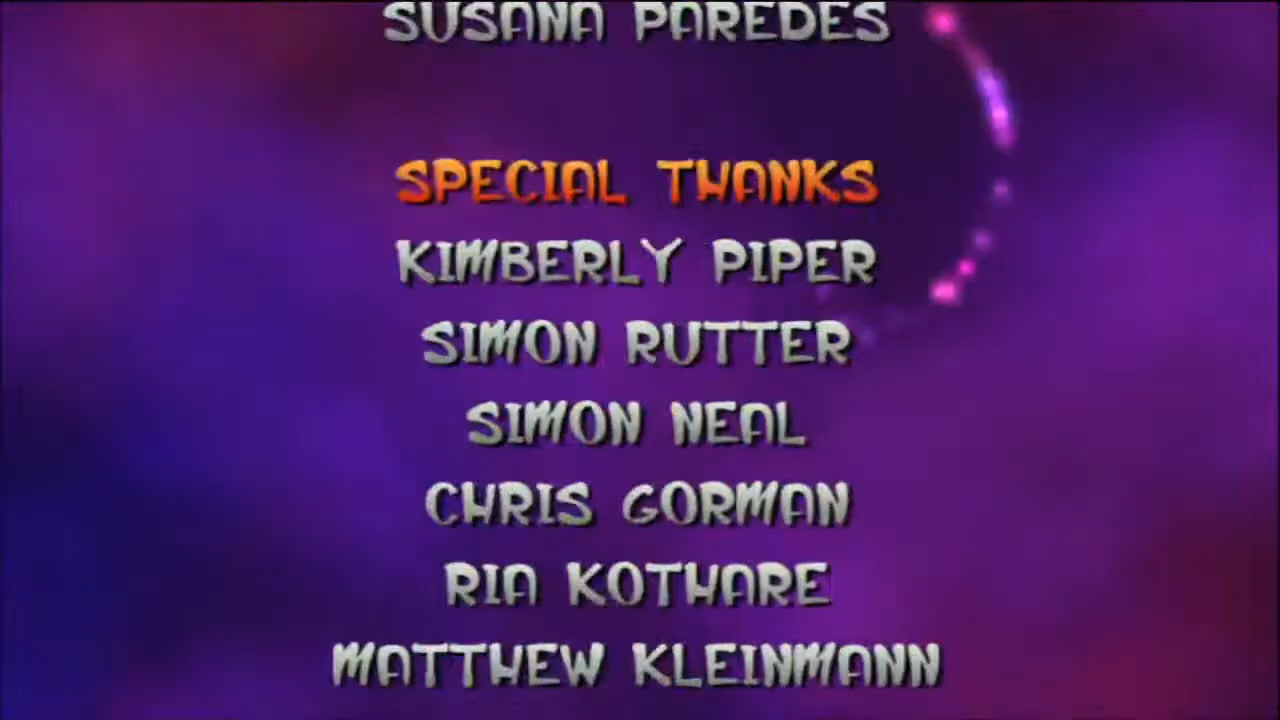 SUSANA PAREDES
SPECIAL THANKS
KIMBERLY PIPER
SIMON RUTTER
SIMON NEAL
CHRIS GORMAN
RIA KOTHARE
MATTHEW KLEINMANN